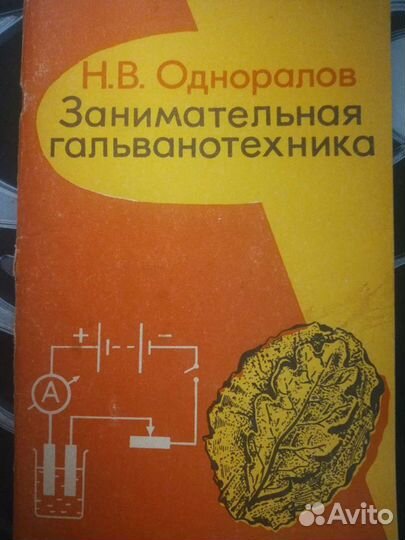 Н.В. Одноралов
Занимательная
гальванотехника
+ –
А
Avito